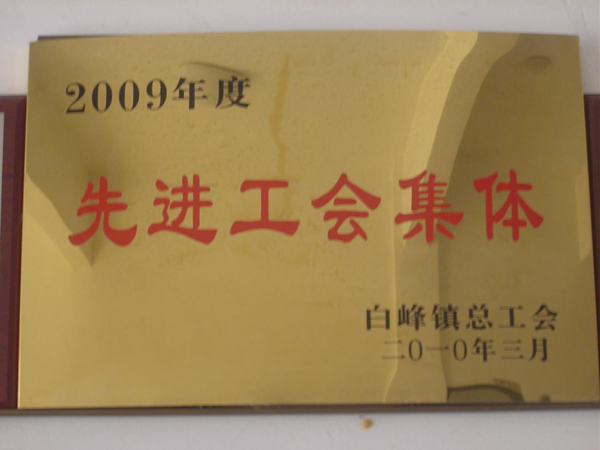 2009年度
先进工会集体
白峰镇总工会
二〇一〇年三月